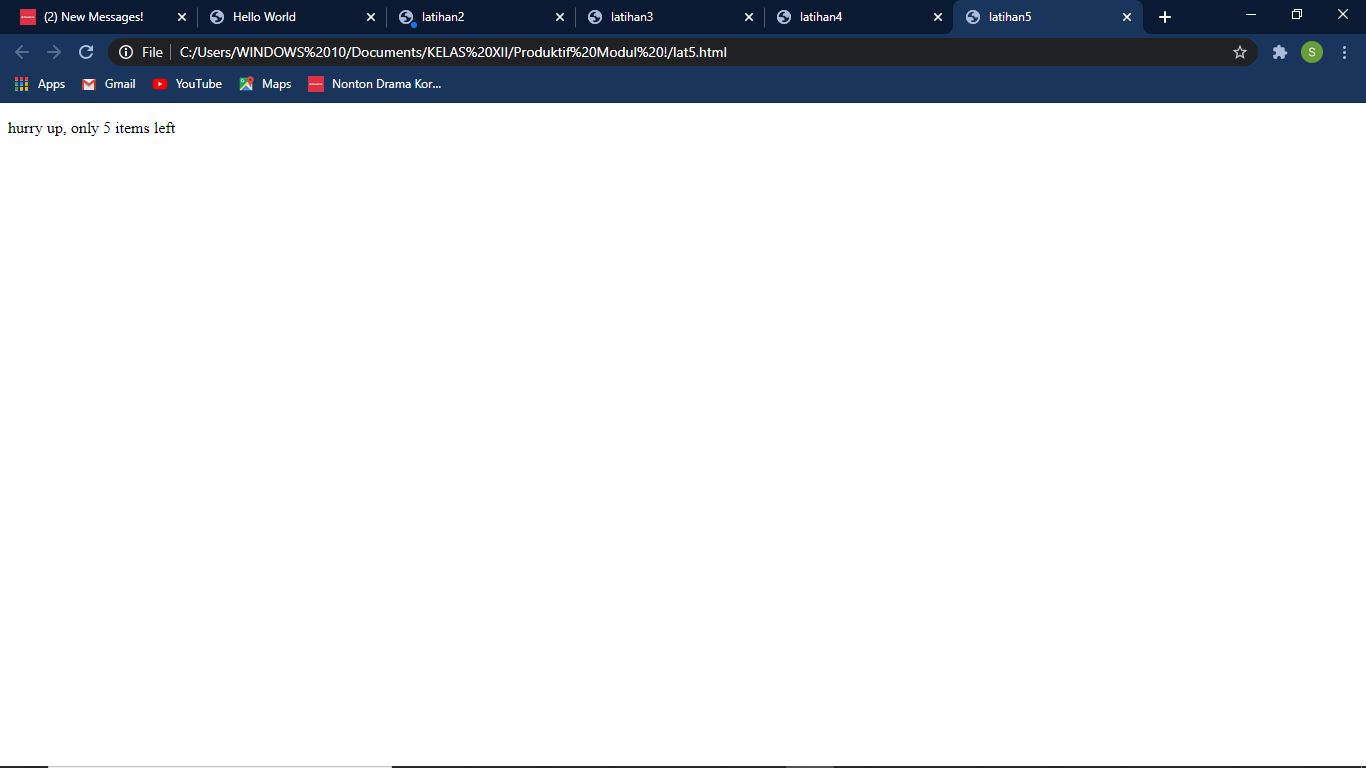 (2) New Messages!
Hello World
latihan2
latihan3
latihan4
latihan5
File C:/Users/WINDOWS%2010/Documents/KELAS%20XII/Produktif%20Modul%20!/lat5.html
S
Apps Gmail YouTube Maps Nonton Drama Kor...
hurry up, only 5 items left